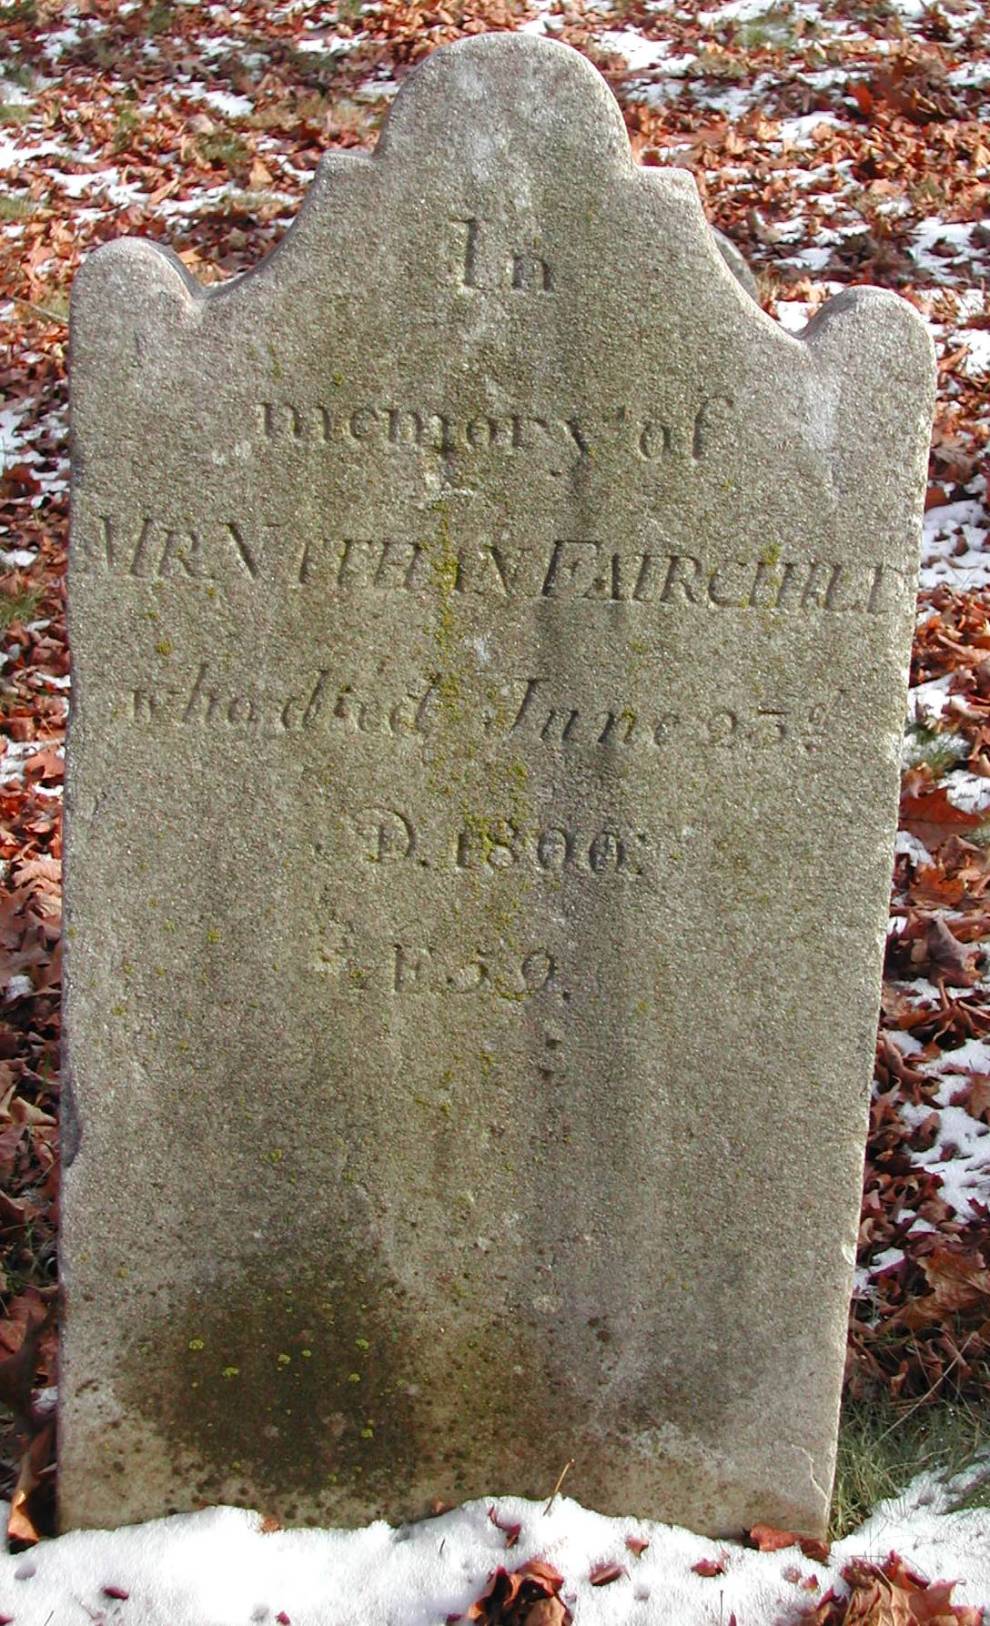 In
memory of
MR NATHAN FAIRCHILD
who died June 23d
D. 1800.
Æ 59.